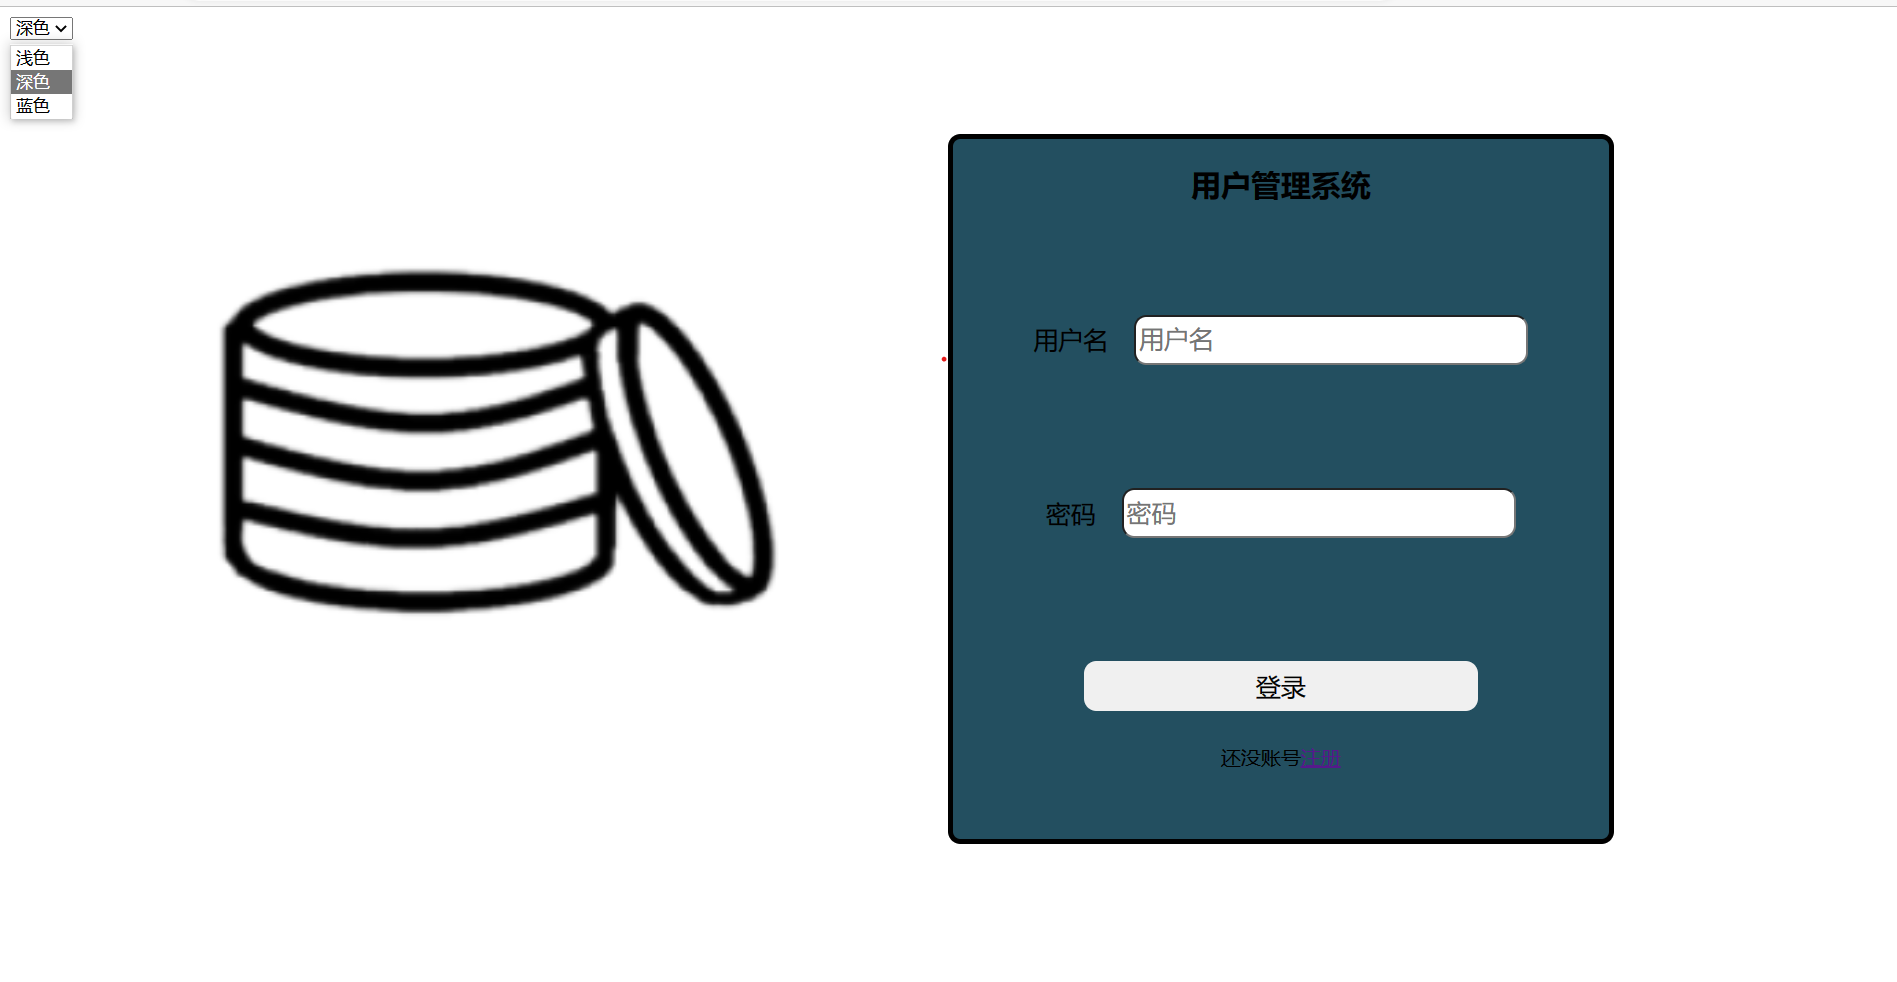 深色
浅色
深色
蓝色
用户管理系统
用户名 用户名
密码 密码
登录
还没账号注册